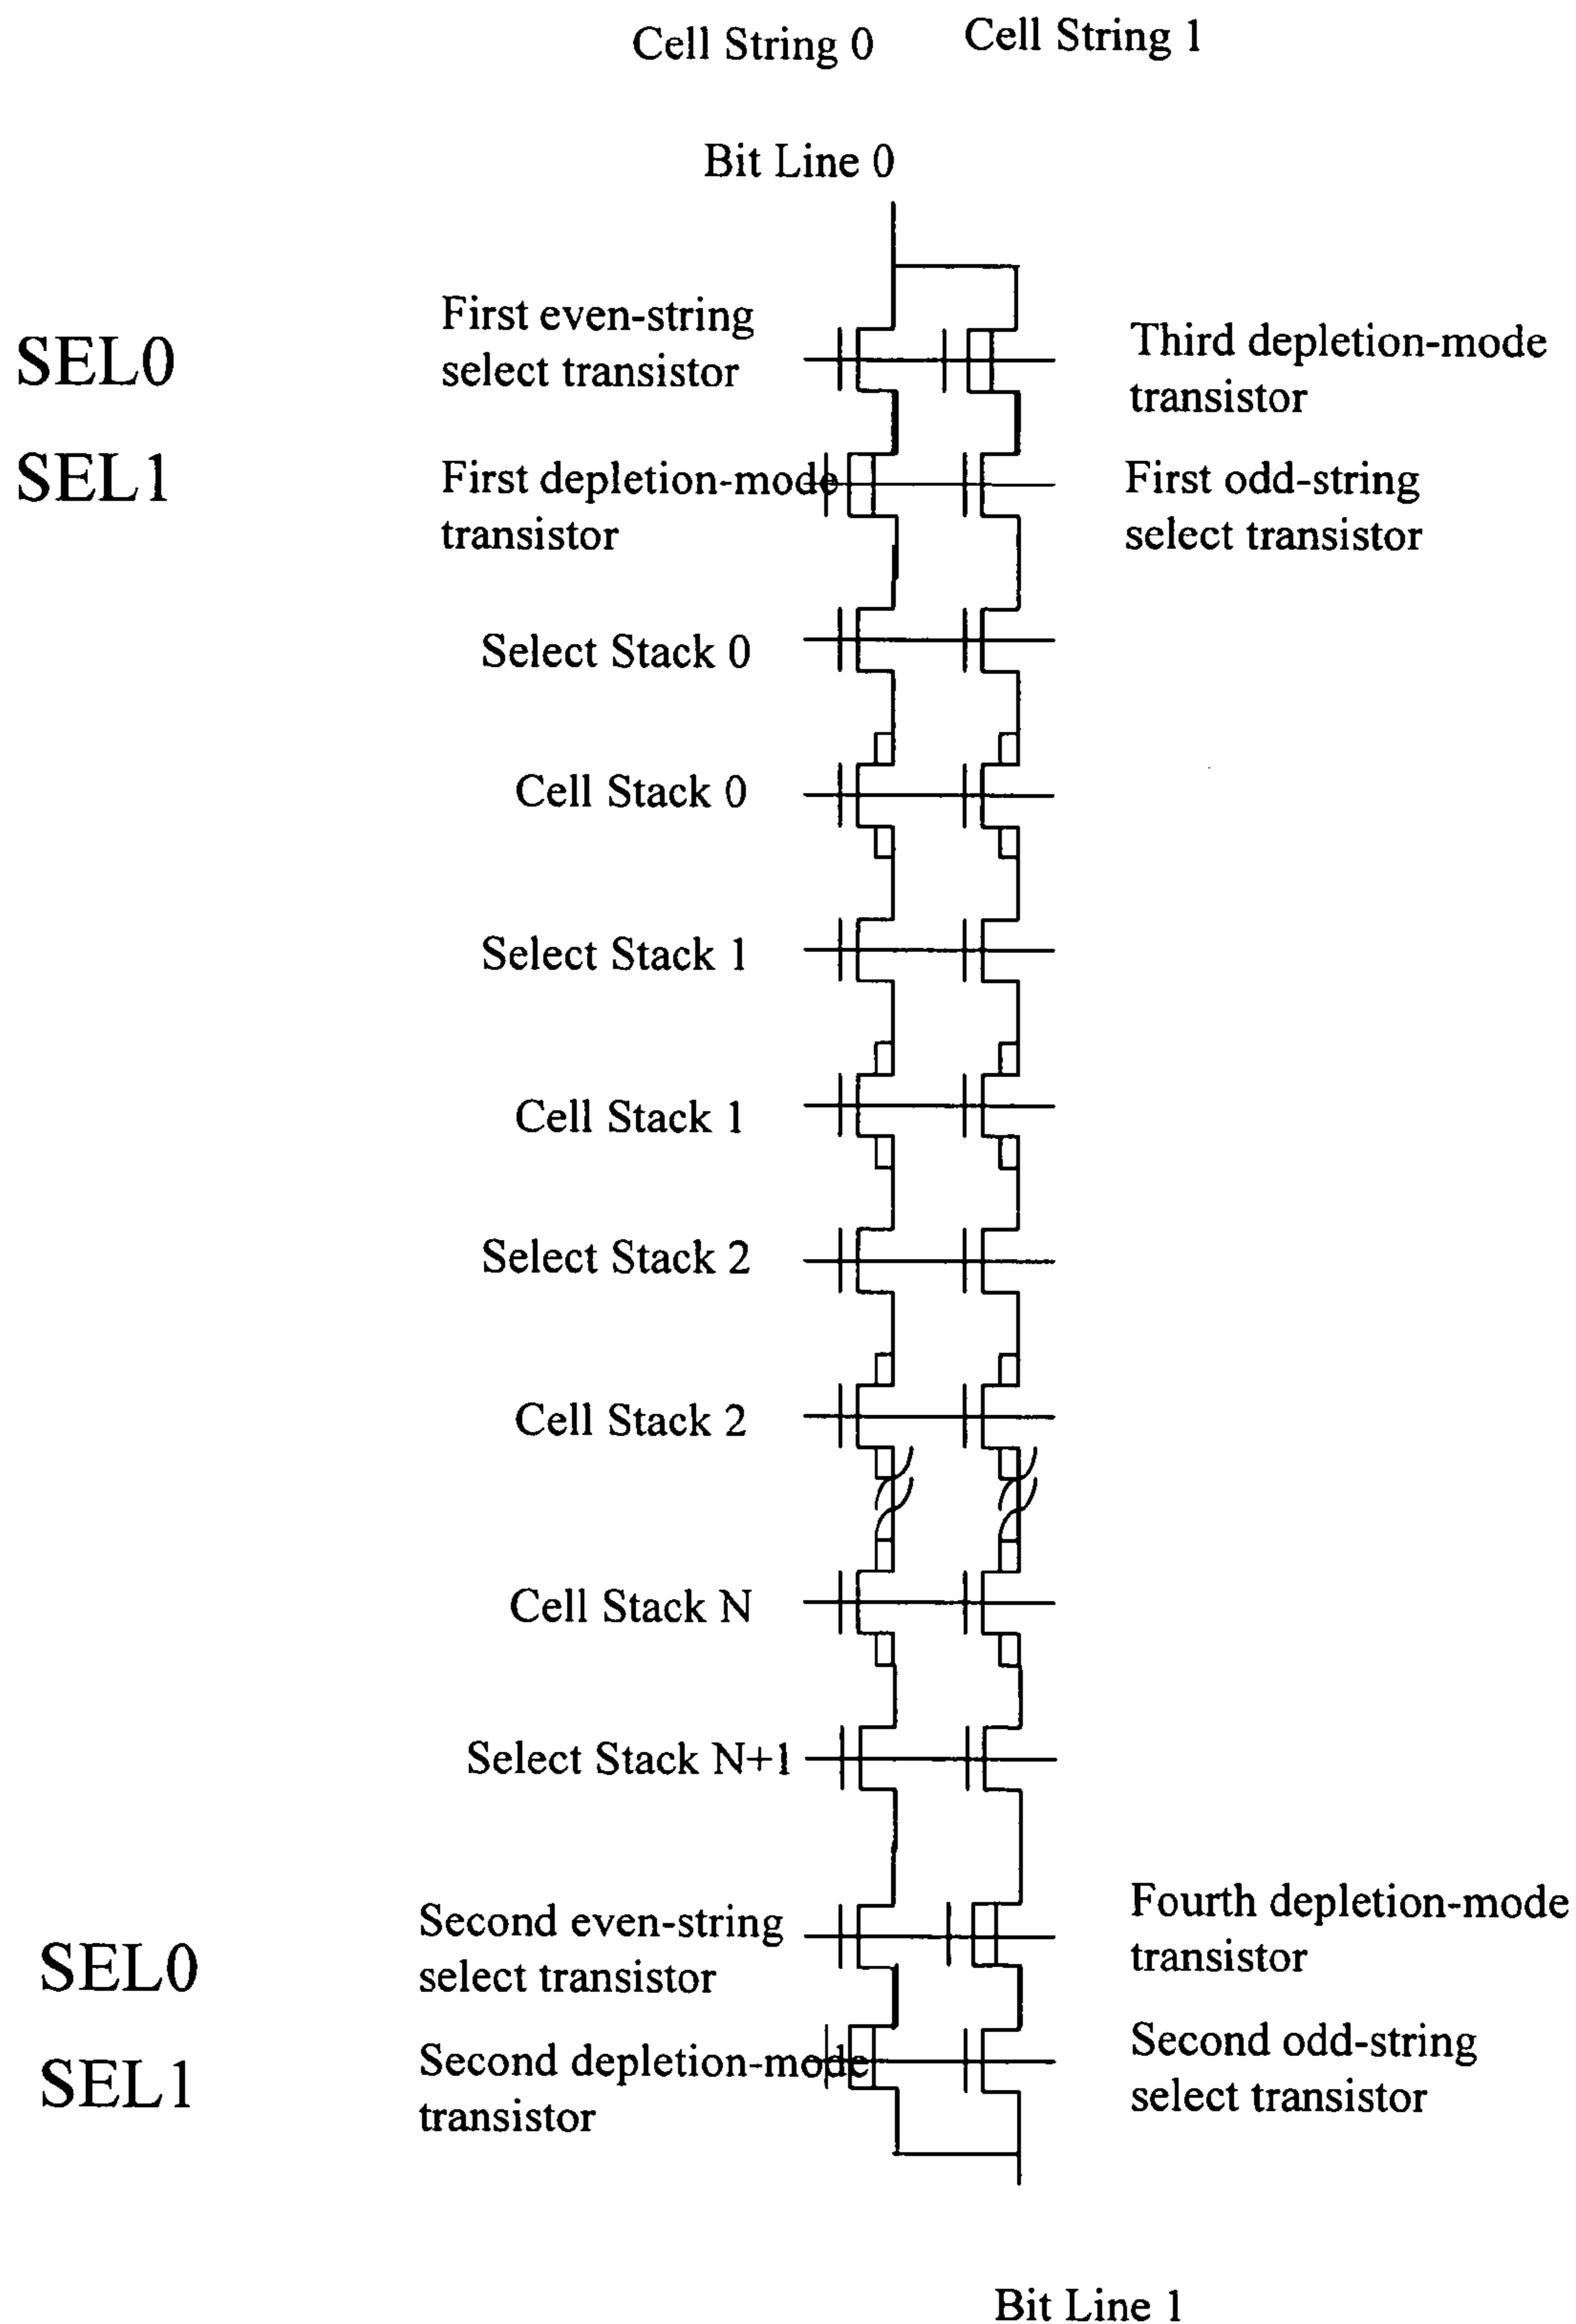 Cell String 0
Cell String 1
Bit Line 0
SEL0
First even-string
select transistor
Third depletion-mode
transistor
SEL1
First depletion-mode
transistor
First odd-string
select transistor
Select Stack 0
Cell Stack 0
Select Stack 1
Cell Stack 1
Select Stack 2
Cell Stack 2
Cell Stack N
Select Stack N+1
SEL0
Second even-string
select transistor
Fourth depletion-mode
transistor
SEL1
Second depletion-mode
transistor
Second odd-string
select transistor
Bit Line 1